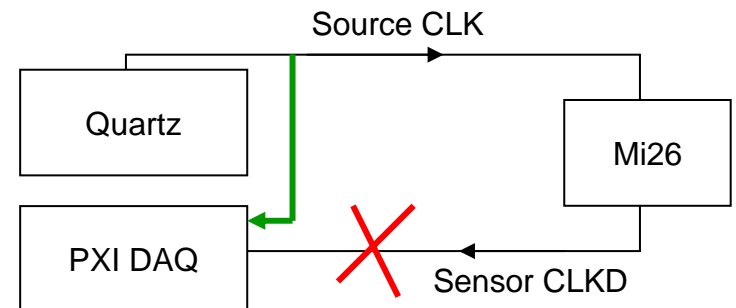 Source CLK
Quartz
Mi26
PXI DAQ
Sensor CLKD